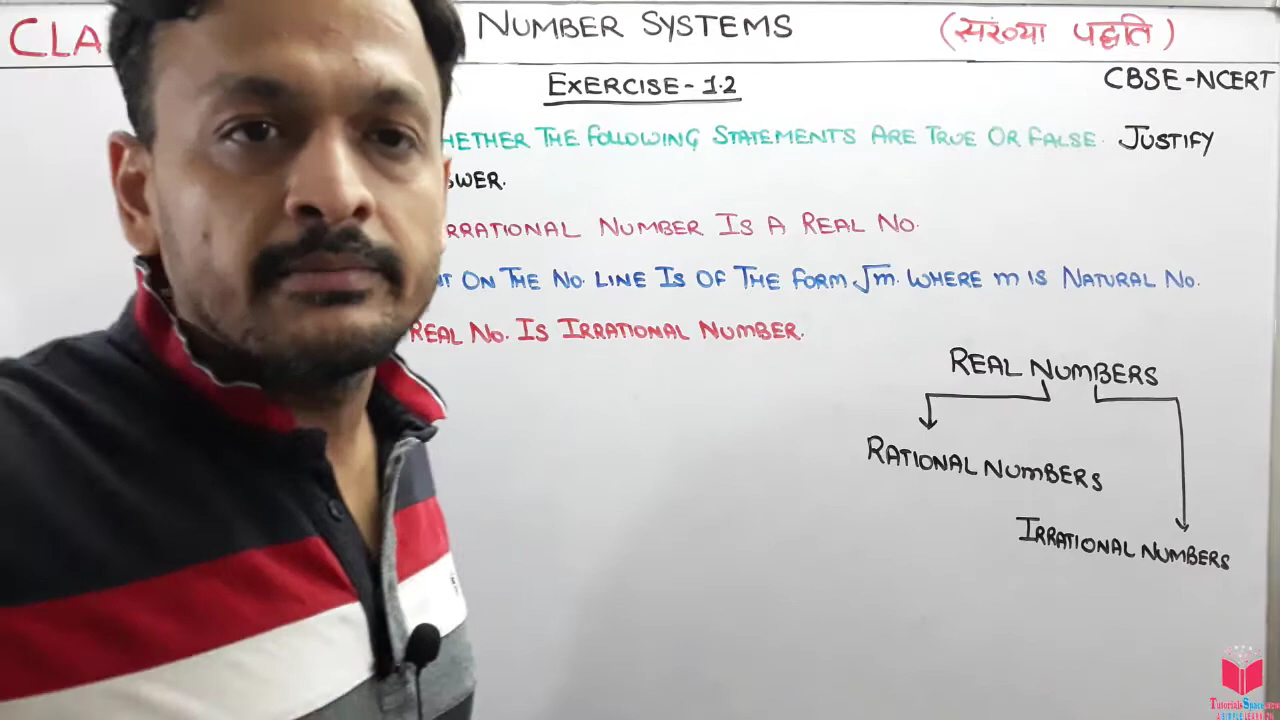 CLA NUMBER SYSTEMS (संख्या पद्धति)
EXERCISE-1.2 CBSE-NCERT
HETHER THE FOLLOWING STATEMENTS ARE TRUE OR FALSE. JUSTIFY
SWER.
RRATIONAL NUMBER IS A REAL NO.
NT ON THE NO. LINE IS OF THE FORM √m. WHERE m IS NATURAL NO.
REAL NO. IS IRRATIONAL NUMBER.
REAL NUMBERS
RATIONAL NUMBERS
IRRATIONAL NUMBERS